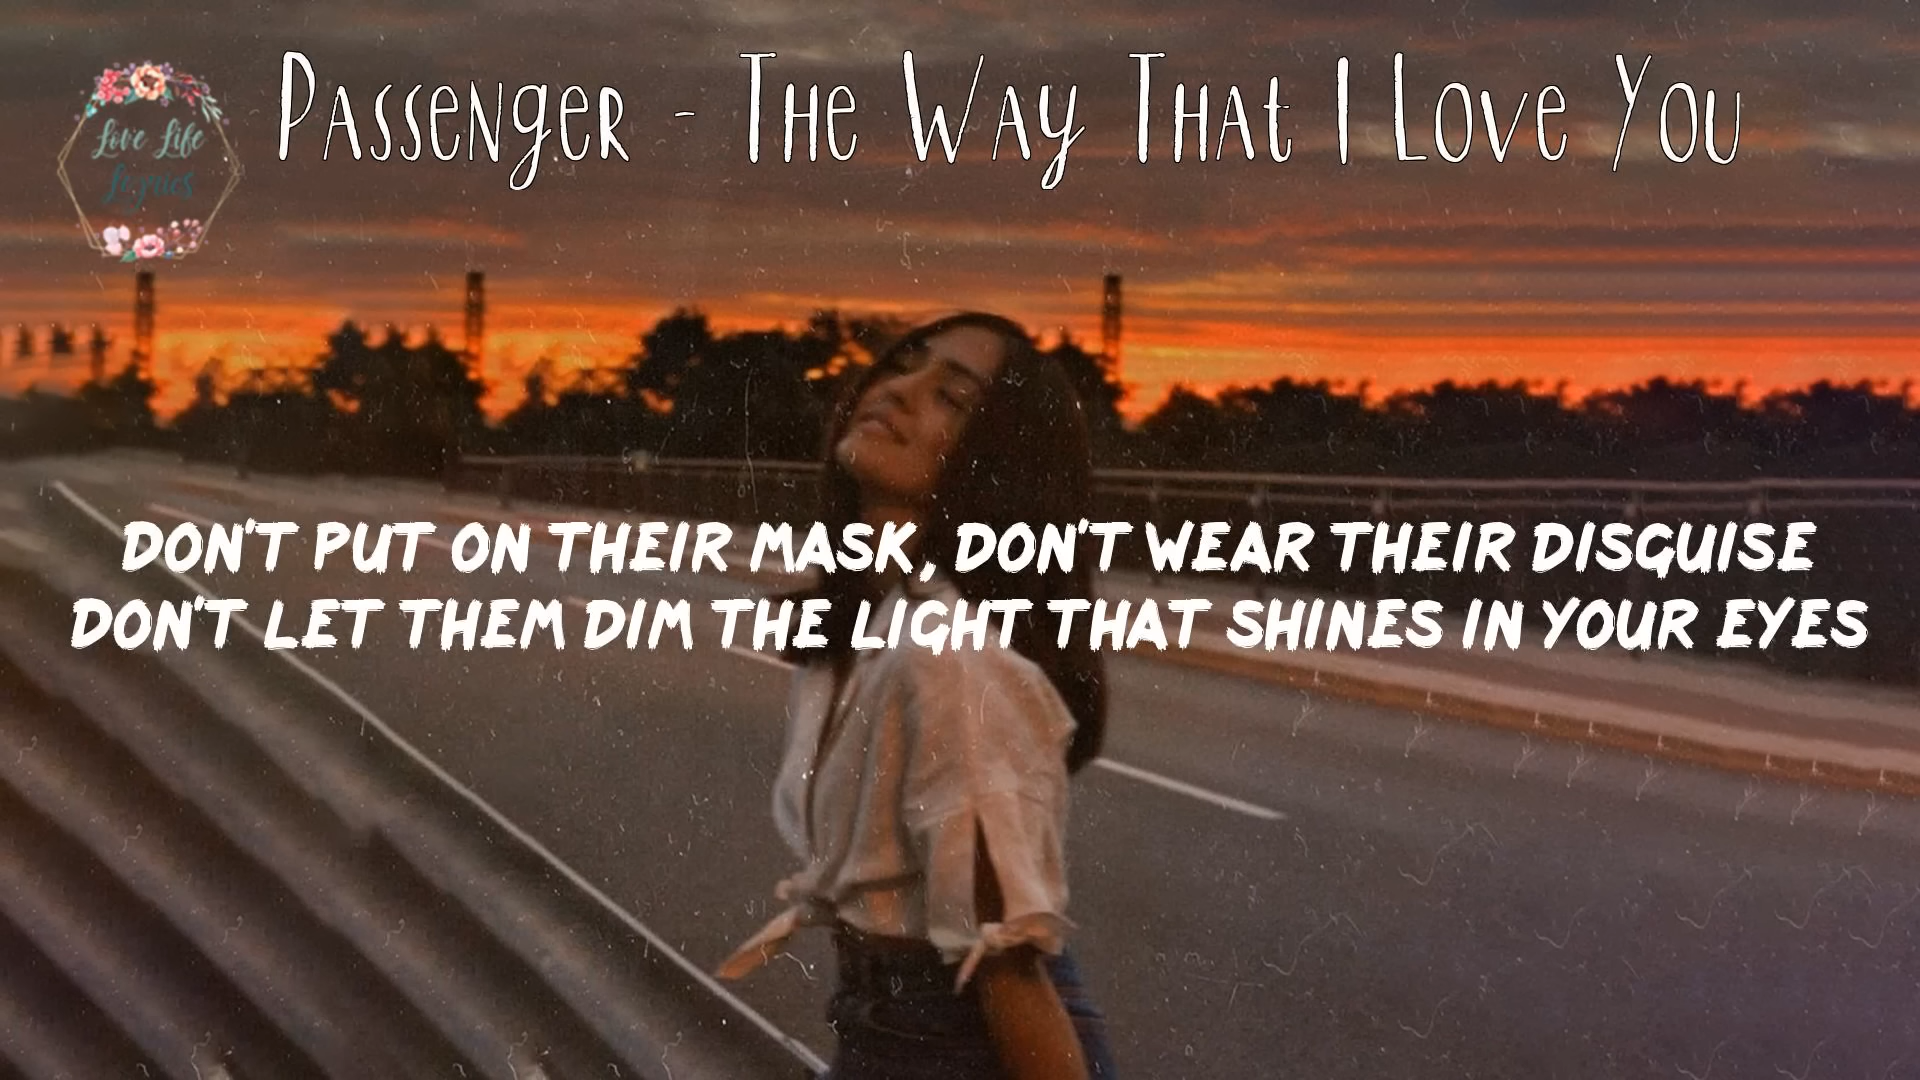 Passenger - The Way That I Love You
Love Life
Lyrics
DON'T PUT ON THEIR MASK, DON'T WEAR THEIR DISGUISE
DON'T LET THEM DIM THE LIGHT THAT SHINES IN YOUR EYES